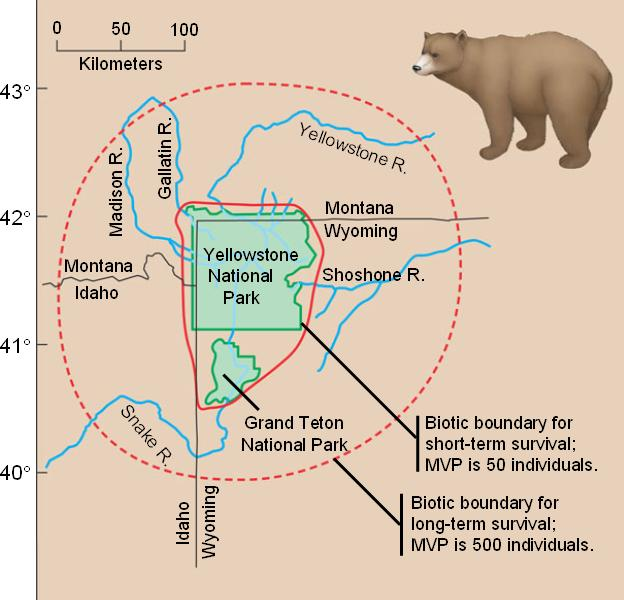 0 50 100
Kilometers
43°
42°
41°
40°
Madison R.
Gallatin R.
Yellowstone R.
Montana
Wyoming
Yellowstone
National
Park
Shoshone R.
Montana
Idaho
Grand Teton
National Park
Snake R.
Idaho
Wyoming
Biotic boundary for
short-term survival;
MVP is 50 individuals.
Biotic boundary for
long-term survival;
MVP is 500 individuals.